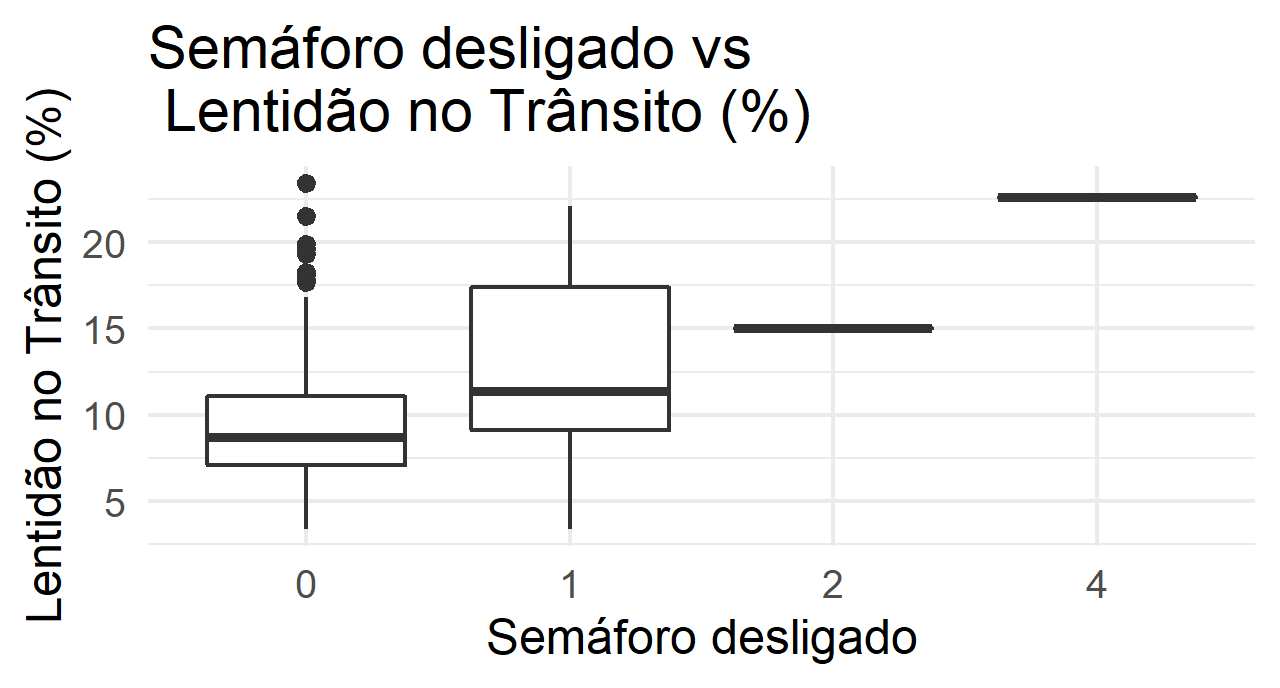 Semáforo desligado vs
Lentidão no Trânsito (%)
Lentidão no Trânsito (%)
20
15
10
5
0
1
2
4
Semáforo desligado